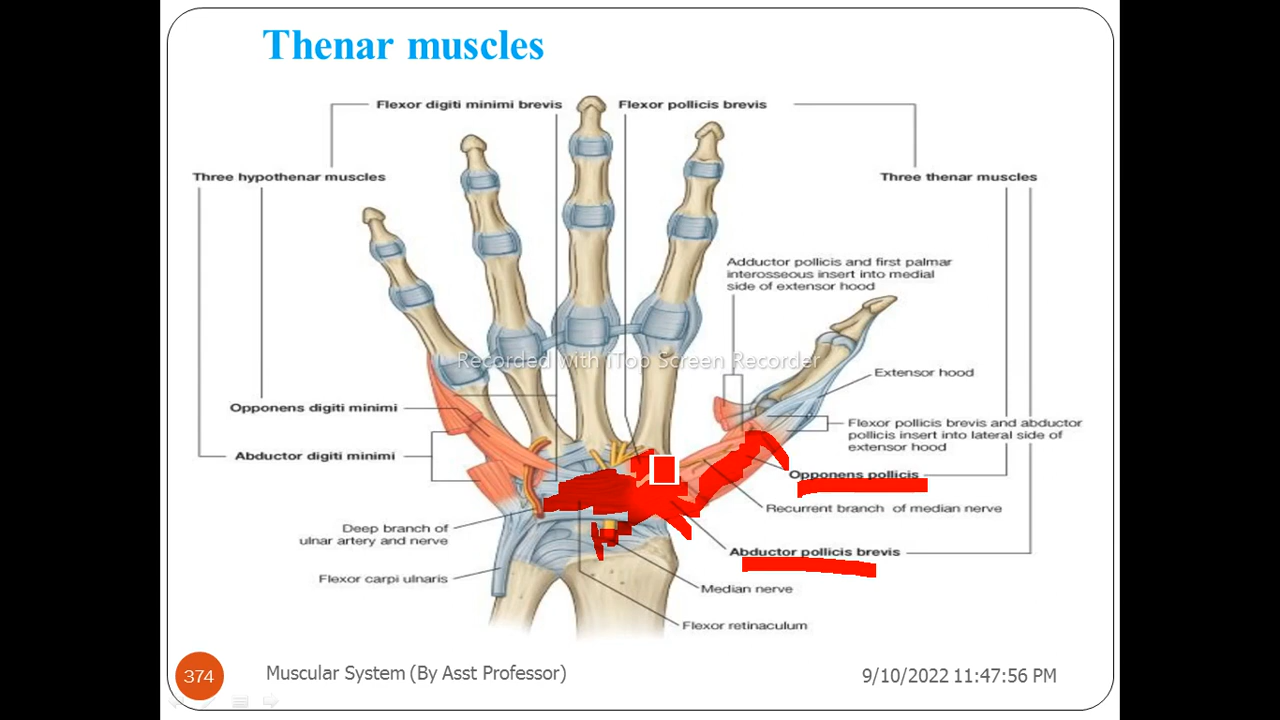 Thenar muscles
Flexor digiti minimi brevis
Flexor pollicis brevis
Three hypothenar muscles
Three thenar muscles
Adductor pollicis and first palmar
interosseous insert into medial
side of extensor hood
Recorded with iTop Screen Recorder
Extensor hood
Opponens digiti minimi
Flexor pollicis brevis and abductor
pollicis insert into lateral side of
extensor hood
Abductor digiti minimi
Opponens pollicis
Recurrent branch of median nerve
Deep branch of
ulnar artery and nerve
Abductor pollicis brevis
Flexor carpi ulnaris
Median nerve
Flexor retinaculum
374
Muscular System (By Asst Professor)
9/10/2022 11:47:56 PM